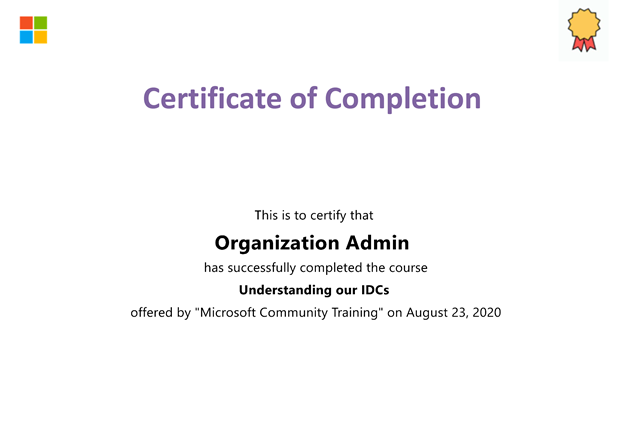 Certificate of Completion
This is to certify that
Organization Admin
has successfully completed the course
Understanding our IDCs
offered by "Microsoft Community Training" on August 23, 2020